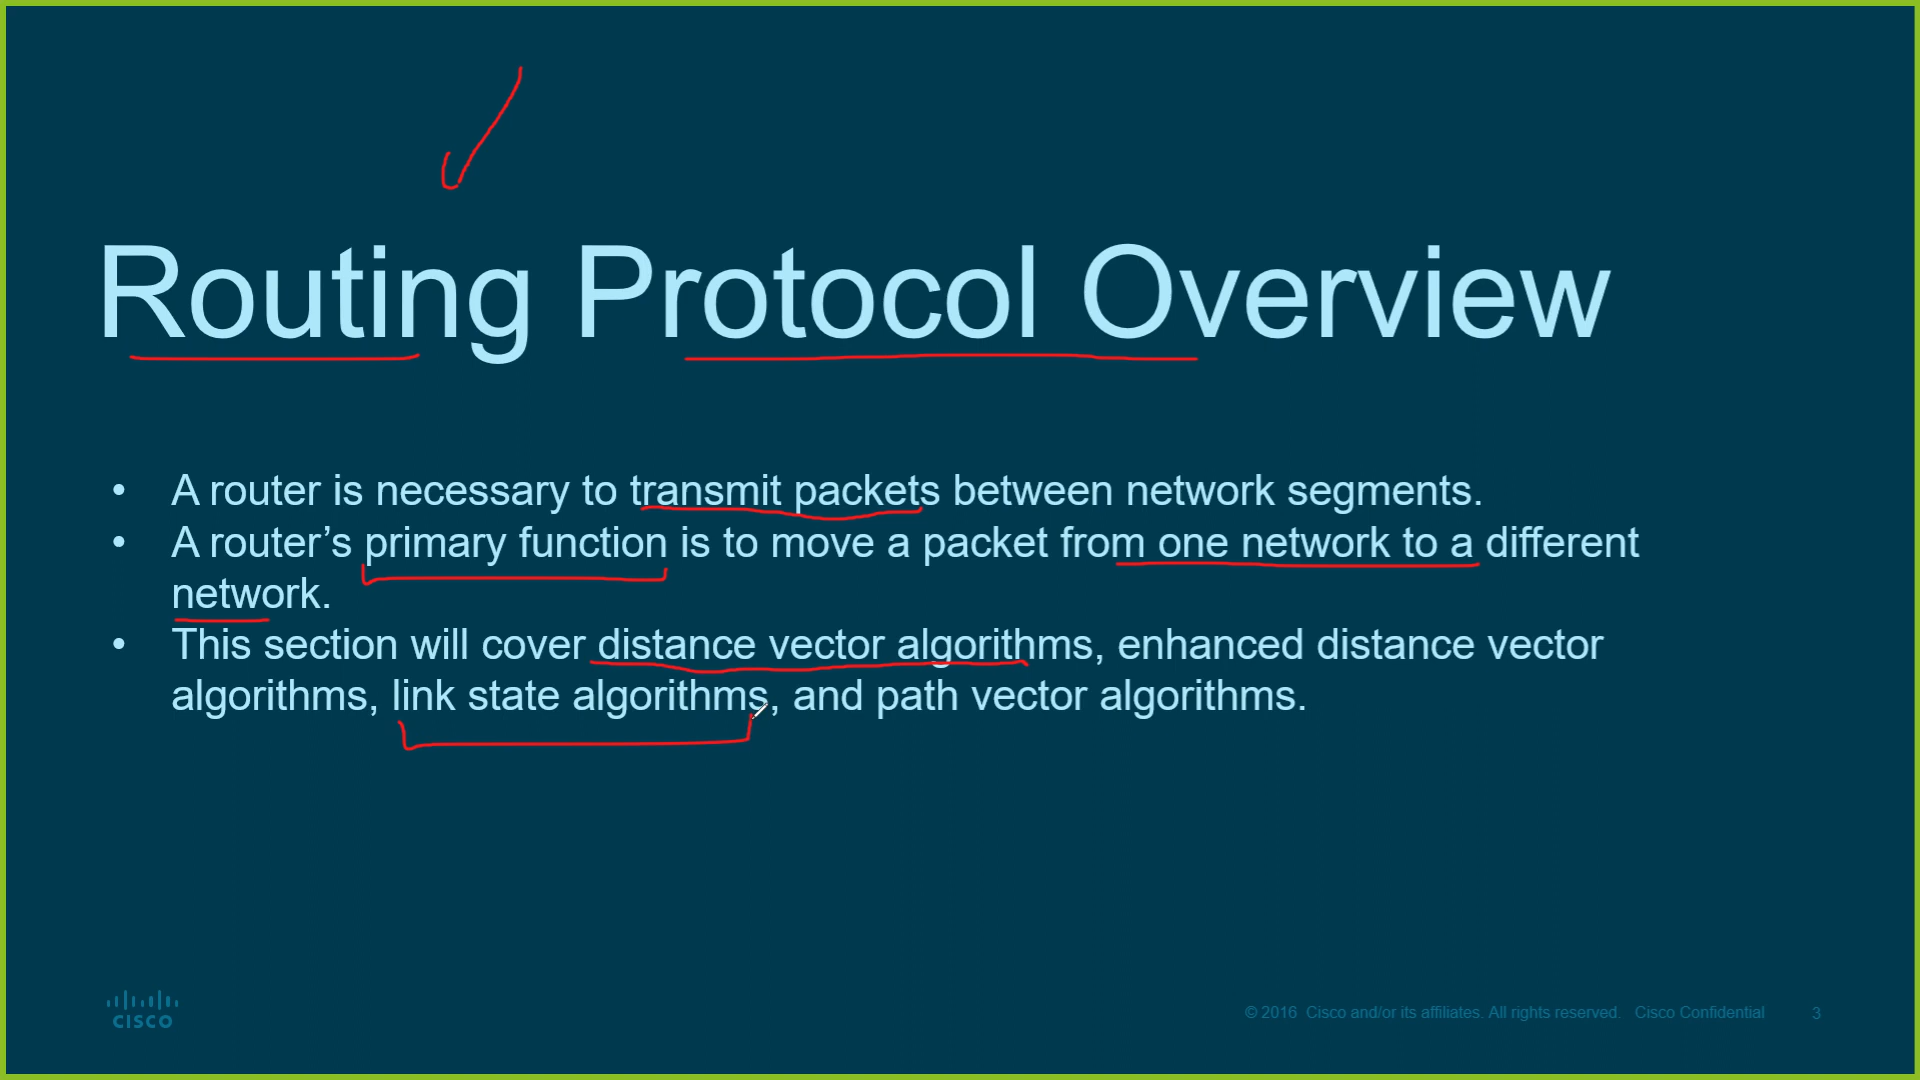 Routing Protocol Overview
• A router is necessary to transmit packets between network segments.
• A router’s primary function is to move a packet from one network to a different
network.
• This section will cover distance vector algorithms, enhanced distance vector
algorithms, link state algorithms, and path vector algorithms.
CISCO
© 2016 Cisco and/or its affiliates. All rights reserved. Cisco Confidential 3